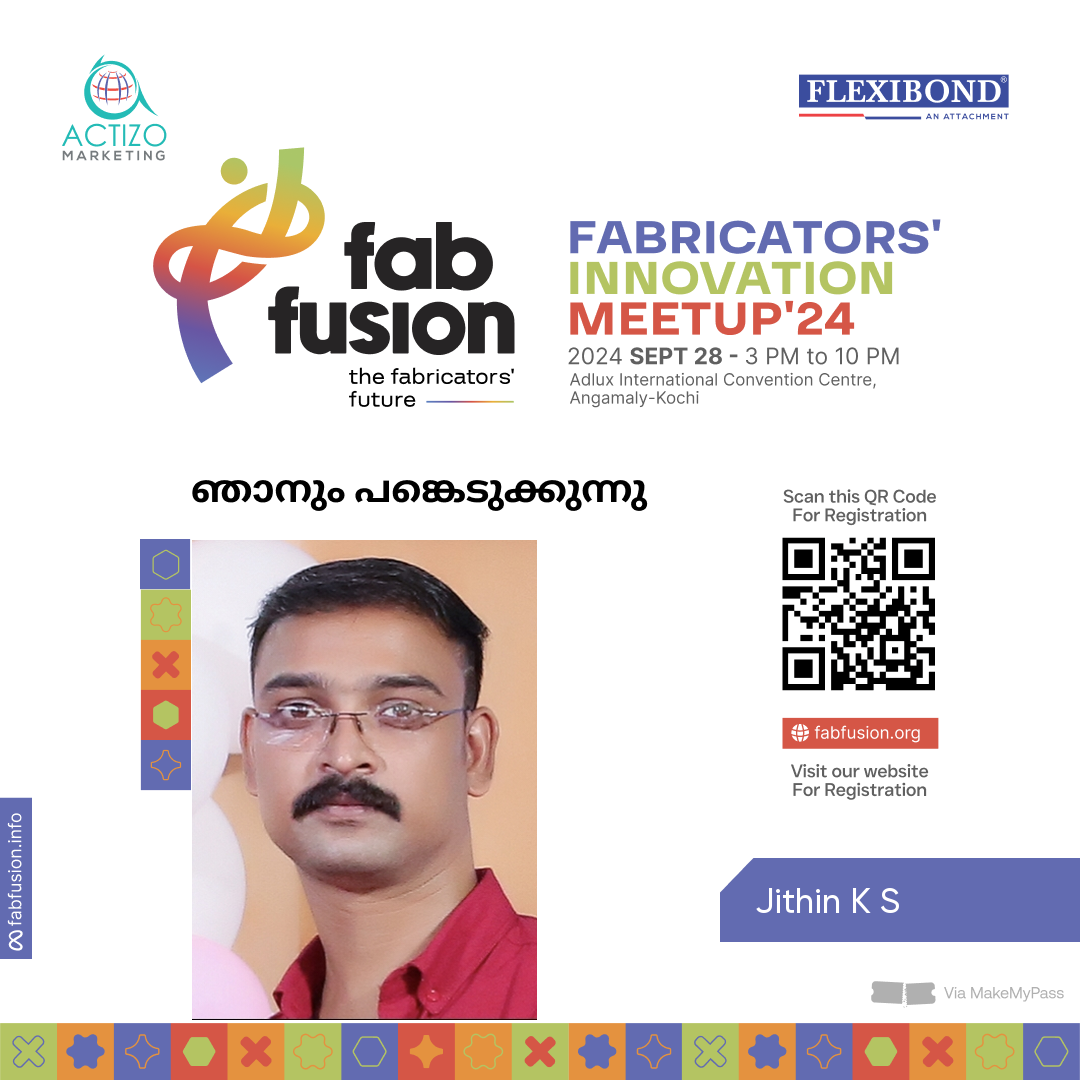 ACTIZO
MARKETING
FLEXIBOND®
AN ATTACHMENT
fab
fusion
the fabricators'
future
FABRICATORS'
INNOVATION
MEETUP'24
2024 SEPT 28 - 3 PM to 10 PM
Adlux International Convention Centre,
Angamaly-Kochi
ഞാനും പങ്കെടുക്കുന്നു
Scan this QR Code
For Registration
fabfusion.org
Visit our website
For Registration
fabfusion.info
Jithin K S
Via MakeMyPass